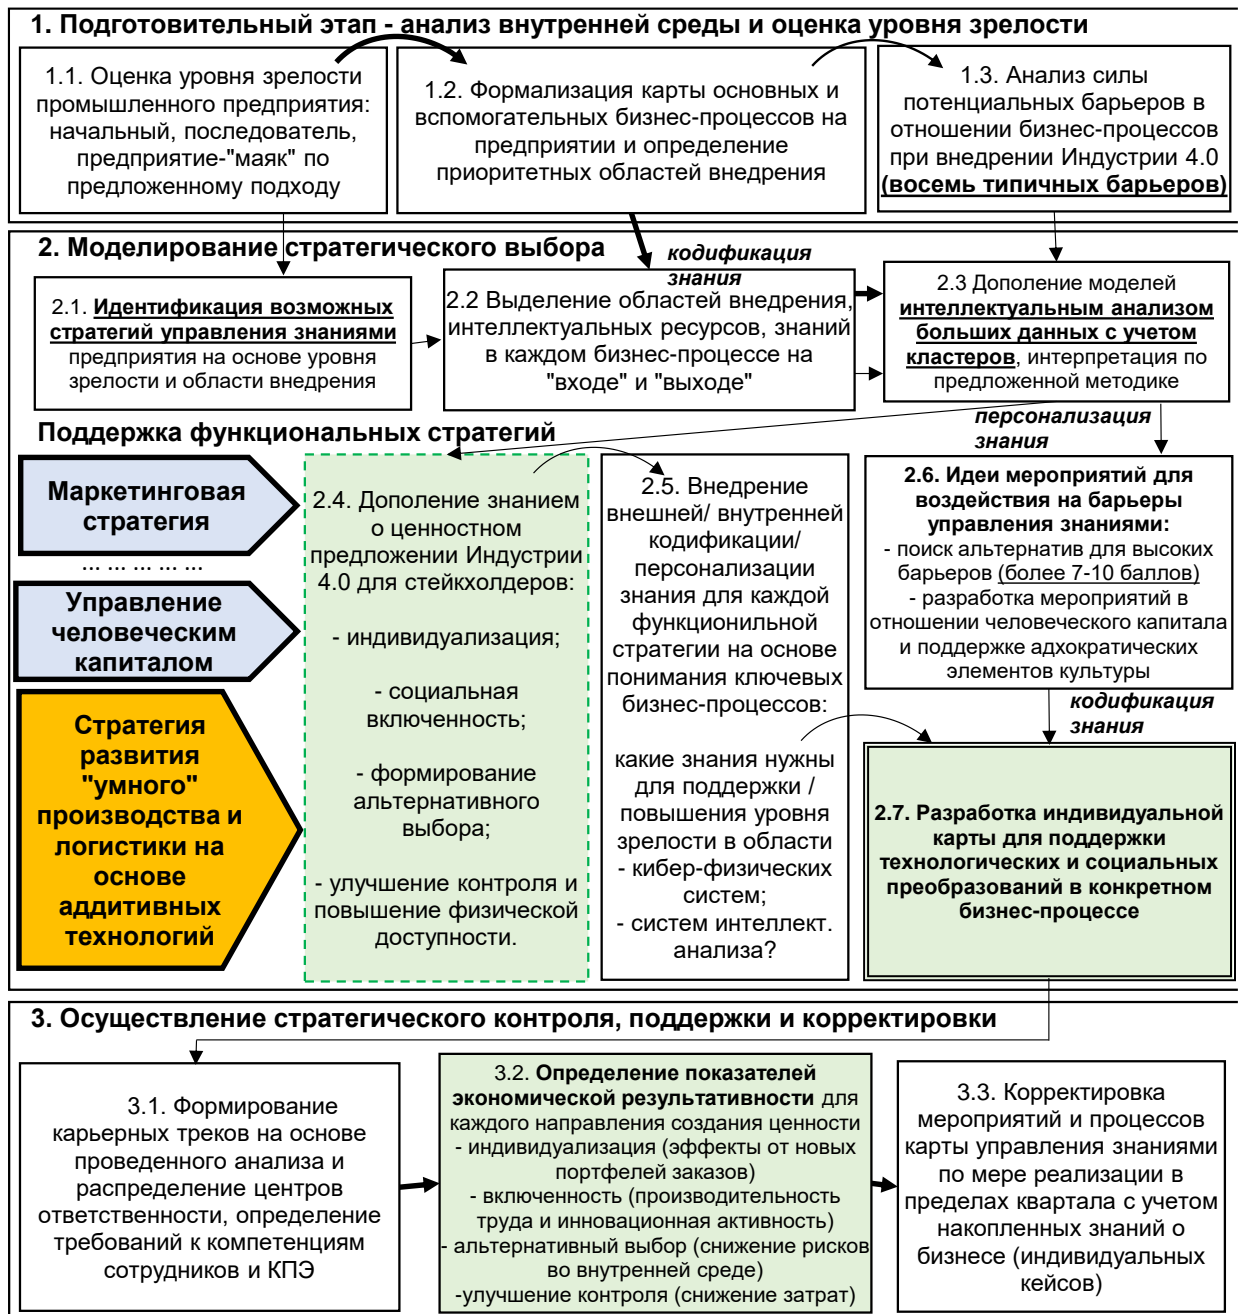 1. Подготовительный этап - анализ внутренней среды и оценка уровня зрелости
1.1. Оценка уровня зрелости
промышленного предприятия:
начальный, последователь,
предприятие-"маяк" по
предложенному подходу
1.2. Формализация карты основных и
вспомогательных бизнес-процессов на
предприятии и определение
приоритетных областей внедрения
1.3. Анализ силы
потенциальных барьеров в
отношении бизнес-процессов
при внедрении Индустрии 4.0
(восемь типичных барьеров)
2. Моделирование стратегического выбора
кодификация
знания
2.1. Идентификация возможных
стратегий управления знаниями
предприятия на основе уровня
зрелости и области внедрения
2.2 Выделение областей внедрения,
интеллектуальных ресурсов, знаний
в каждом бизнес-процессе на
"входе" и "выходе"
2.3 Дополение моделей
интеллектуальным анализом
больших данных с учетом
кластеров, интерпретация по
предложенной методике
персонализация
знания
Поддержка функциональных стратегий
Маркетинговая
стратегия
... ... ... ... ...
Управление
человеческим
капиталом
Стратегия
развития
"умного"
производства и
логистики на
основе
аддитивных
технологий
2.4. Дополение знанием
о ценностном
предложении Индустрии
4.0 для стейкхолдеров:
- индивидуализация;
- социальная
включенность;
- формирование
альтернативного
выбора;
- улучшение контроля и
повышение физической
доступности.
2.5. Внедрение
внешней/ внутренней
кодификации/
персонализации
знания для каждой
функционильной
стратегии на основе
понимания ключевых
бизнес-процессов:
какие знания нужны
для поддержки /
повышения уровня
зрелости в области
- кибер-физических
систем;
- систем интеллект.
анализа?
2.6. Идеи мероприятий для
воздействия на барьеры
управления знаниями:
- поиск альтернатив для высоких
барьеров (более 7-10 баллов)
- разработка мероприятий в
отношении человеческого капитала
и поддержке адхократических
элементов культуры
кодификация
знания
2.7. Разработка индивидуальной
карты для поддержки
технологических и социальных
преобразований в конкретном
бизнес-процессе
3. Осуществление стратегического контроля, поддержки и корректировки
3.1. Формирование
карьерных треков на основе
проведенного анализа и
распределение центров
ответственности, определение
требований к компетенциям
сотрудников и КПЭ
3.2. Определение показателей
экономической результативности для
каждого направления создания ценности
- индивидуализация (эффекты от новых
портфелей заказов)
- включенность (производительность
труда и инновационная активность)
- альтернативный выбор (снижение рисков
во внутренней среде)
-улучшение контроля (снижение затрат)
3.3. Корректировка
мероприятий и процессов
карты управления знаниями
по мере реализации в
пределах квартала с учетом
накопленных знаний о
бизнесе (индивидуальных
кейсов)